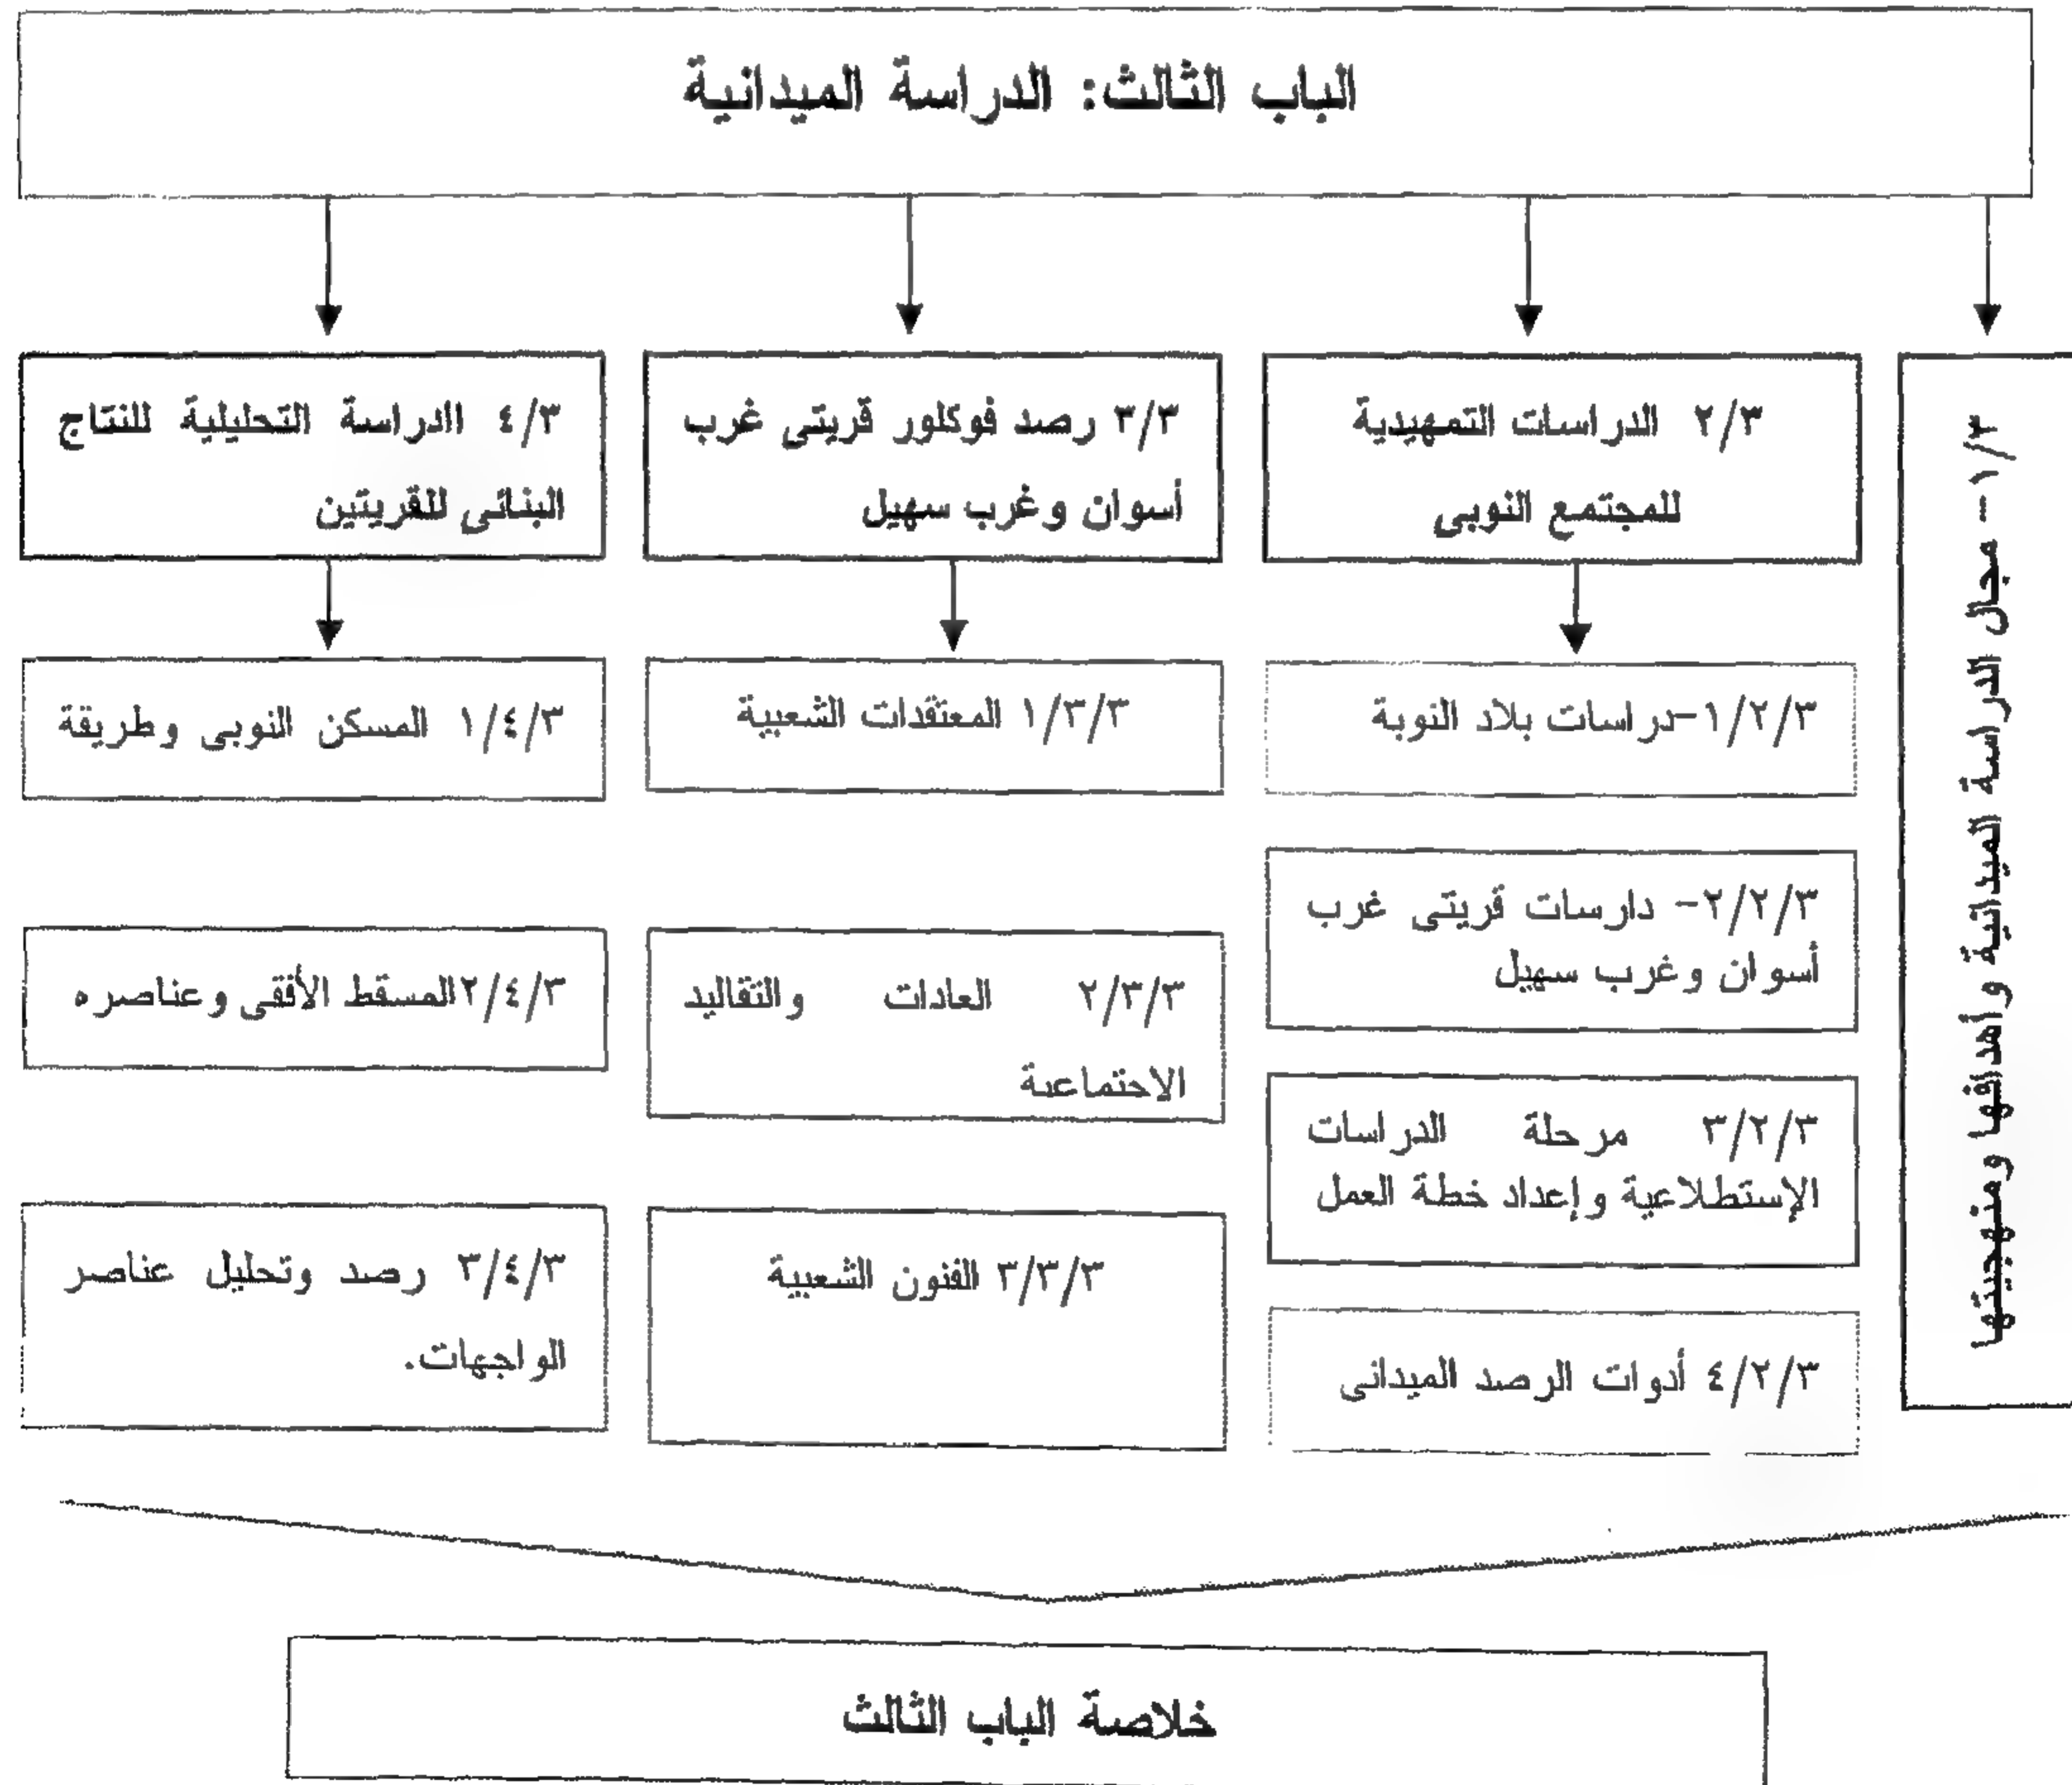 الباب الثالث: الدراسة الميدانية
٣/١- مجال الدراسة الميدانية وأهدافها ومنهجيتها
٣/٢ الدراسات التمهيدية
للمجتمع النوبى
٣/٢/١-دراسات بلاد النوبة
٣/٢/٢- دارسات قريتى غرب
أسوان وغرب سهيل
٣/٢/٣ مرحلة الدراسات
الإستطلاعية وإعداد خطة العمل
٣/٢/٤ أدوات الرصد الميدانى
٣/٣ رصد فوكلور قريتى غرب
أسوان وغرب سهيل
٣/٣/١ المعتقدات الشعبية
٣/٣/٢ العادات والتقاليد
الاجتماعية
٣/٣/٣ الفنون الشعبية
٣/٤ االدراسة التحليلية للنتاج
البنائى للقريتين
٣/٤/١ المسكن النوبى وطريقة
٣/٤/٢المسقط الأفقى وعناصره
٣/٤/٣ رصد وتحليل عناصر
الواجهات.
خلاصة الباب الثالث